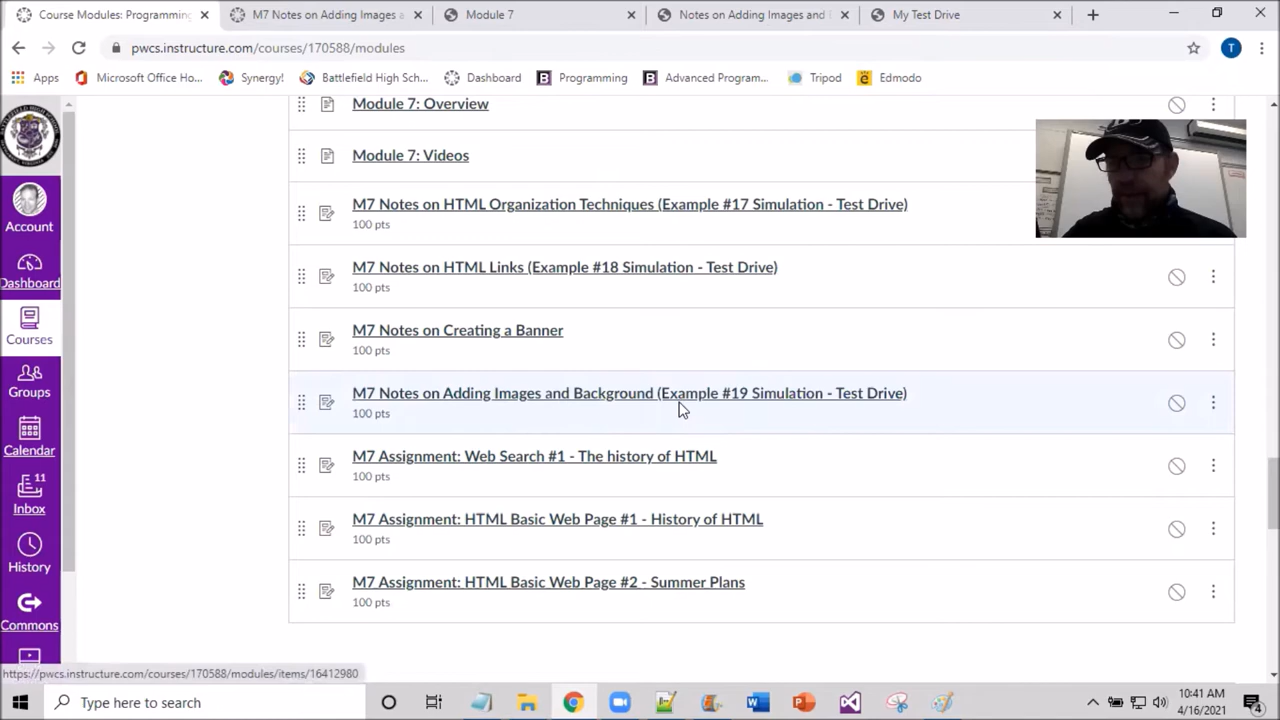 Course Modules: Programming
M7 Notes on Adding Images a
Module 7
Notes on Adding Images and
My Test Drive
pwcs.instructure.com/courses/170588/modules
T
Apps
Microsoft Office Ho...
Synergy!
Battlefield High Sch...
Dashboard
Programming
Advanced Program...
Tripod
Edmodo
Module 7: Overview
Module 7: Videos
M7 Notes on HTML Organization Techniques (Example #17 Simulation - Test Drive)
100 pts
M7 Notes on HTML Links (Example #18 Simulation - Test Drive)
100 pts
M7 Notes on Creating a Banner
100 pts
M7 Notes on Adding Images and Background (Example #19 Simulation - Test Drive)
100 pts
M7 Assignment: Web Search #1 - The history of HTML
100 pts
M7 Assignment: HTML Basic Web Page #1 - History of HTML
100 pts
M7 Assignment: HTML Basic Web Page #2 - Summer Plans
100 pts
Account
Dashboard
Courses
Groups
Calendar
11
Inbox
History
Commons
https://pwcs.instructure.com/courses/170588/modules/items/16412980
Type here to search
10:41 AM
4/16/2021
4